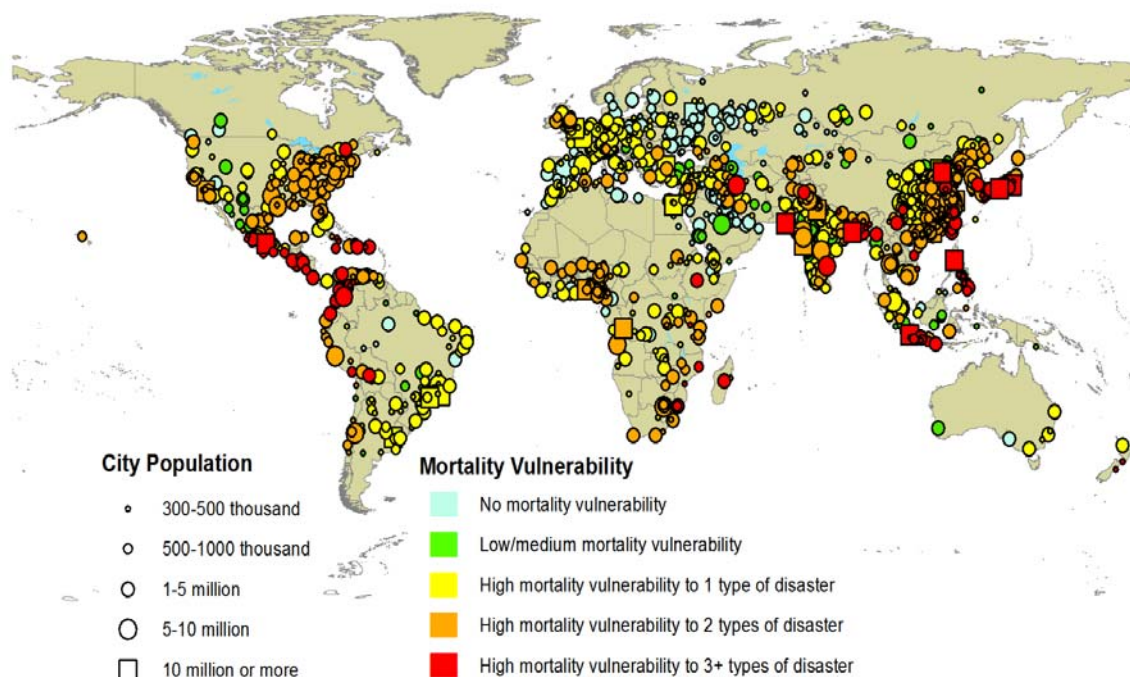 City Population
300-500 thousand
500-1000 thousand
1-5 million
5-10 million
10 million or more
Mortality Vulnerability
No mortality vulnerability
Low/medium mortality vulnerability
High mortality vulnerability to 1 type of disaster
High mortality vulnerability to 2 types of disaster
High mortality vulnerability to 3+ types of disaster